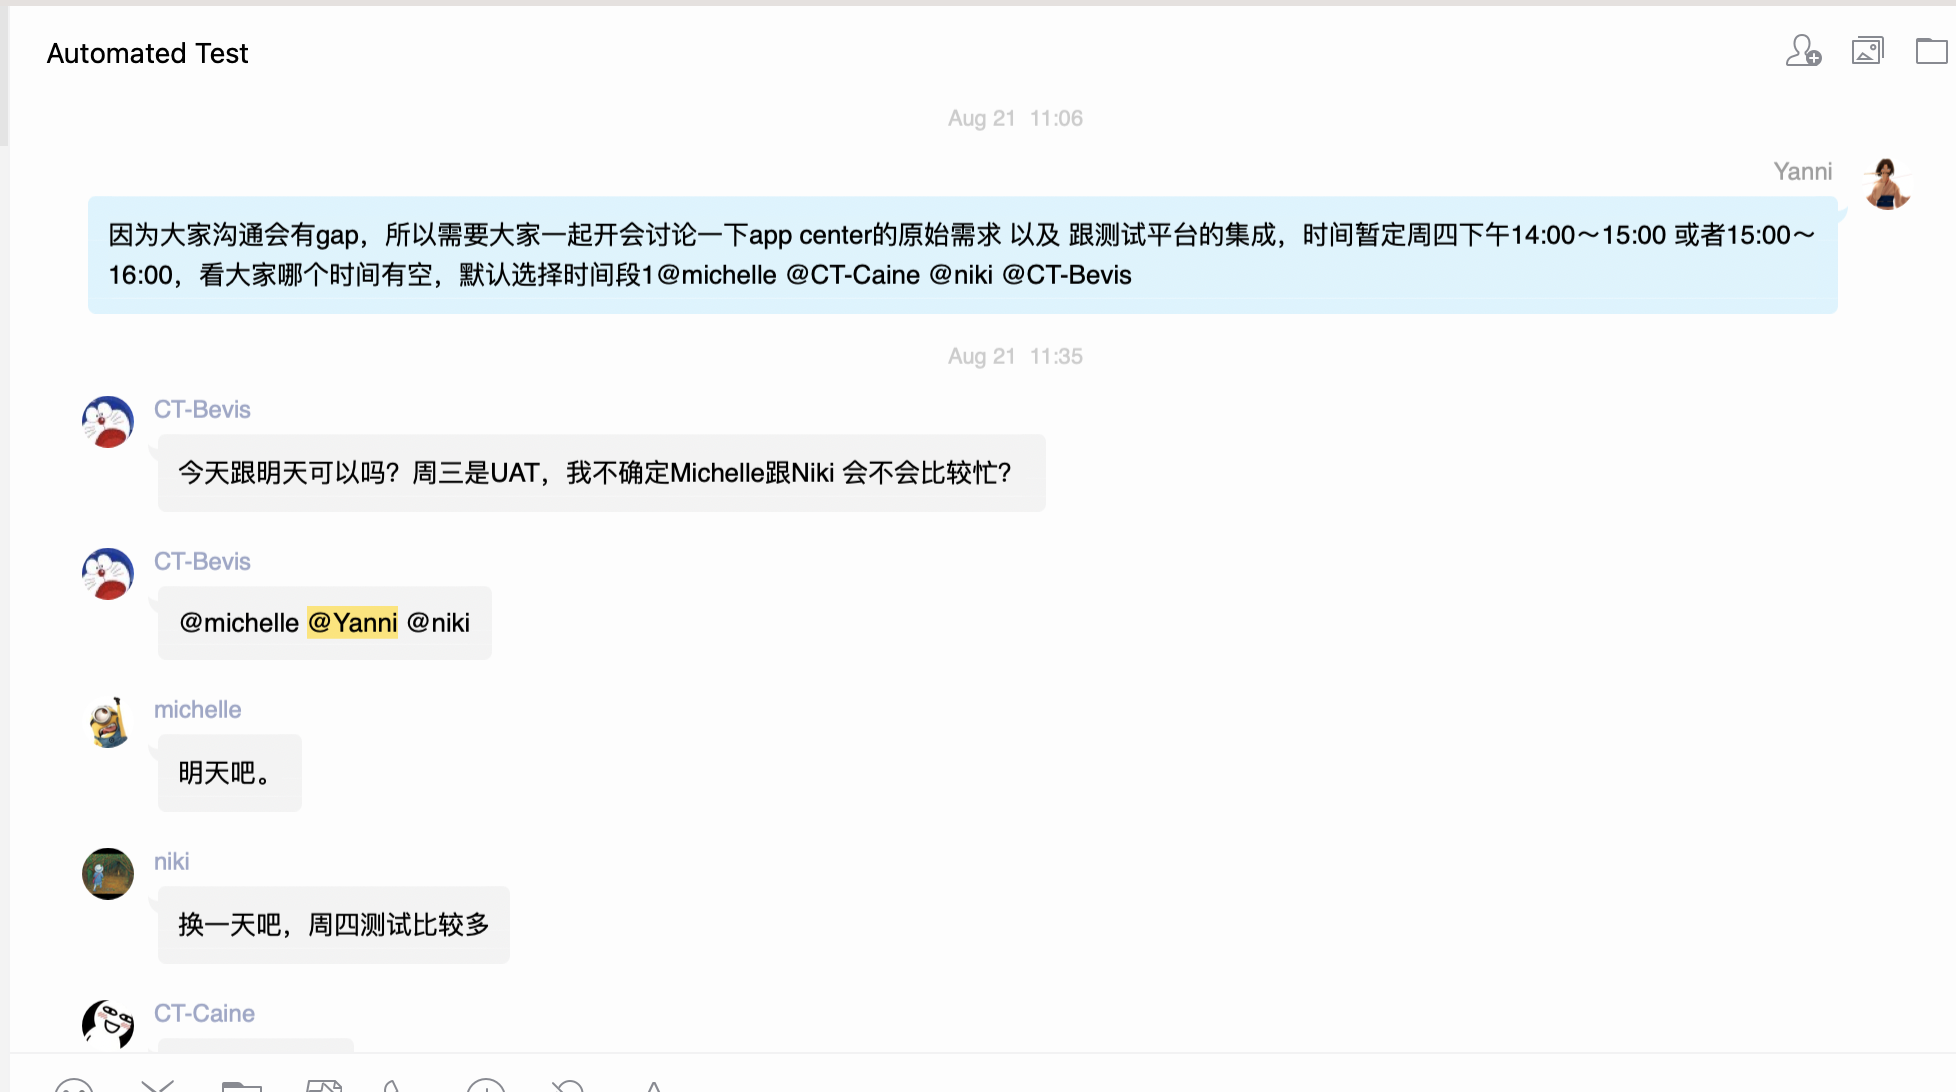 Automated Test
Aug 21 11:06
Yanni
因为大家沟通会有gap，所以需要大家一起开会讨论一下app center的原始需求 以及 跟测试平台的集成，时间暂定周四下午14:00～15:00 或者15:00～
16:00，看大家哪个时间有空，默认选择时间段1@michelle @CT-Caine @niki @CT-Bevis
Aug 21 11:35
CT-Bevis
今天跟明天可以吗？周三是UAT，我不确定Michelle跟Niki 会不会比较忙？
CT-Bevis
@michelle @Yanni @niki
michelle
明天吧。
niki
换一天吧，周四测试比较多
CT-Caine